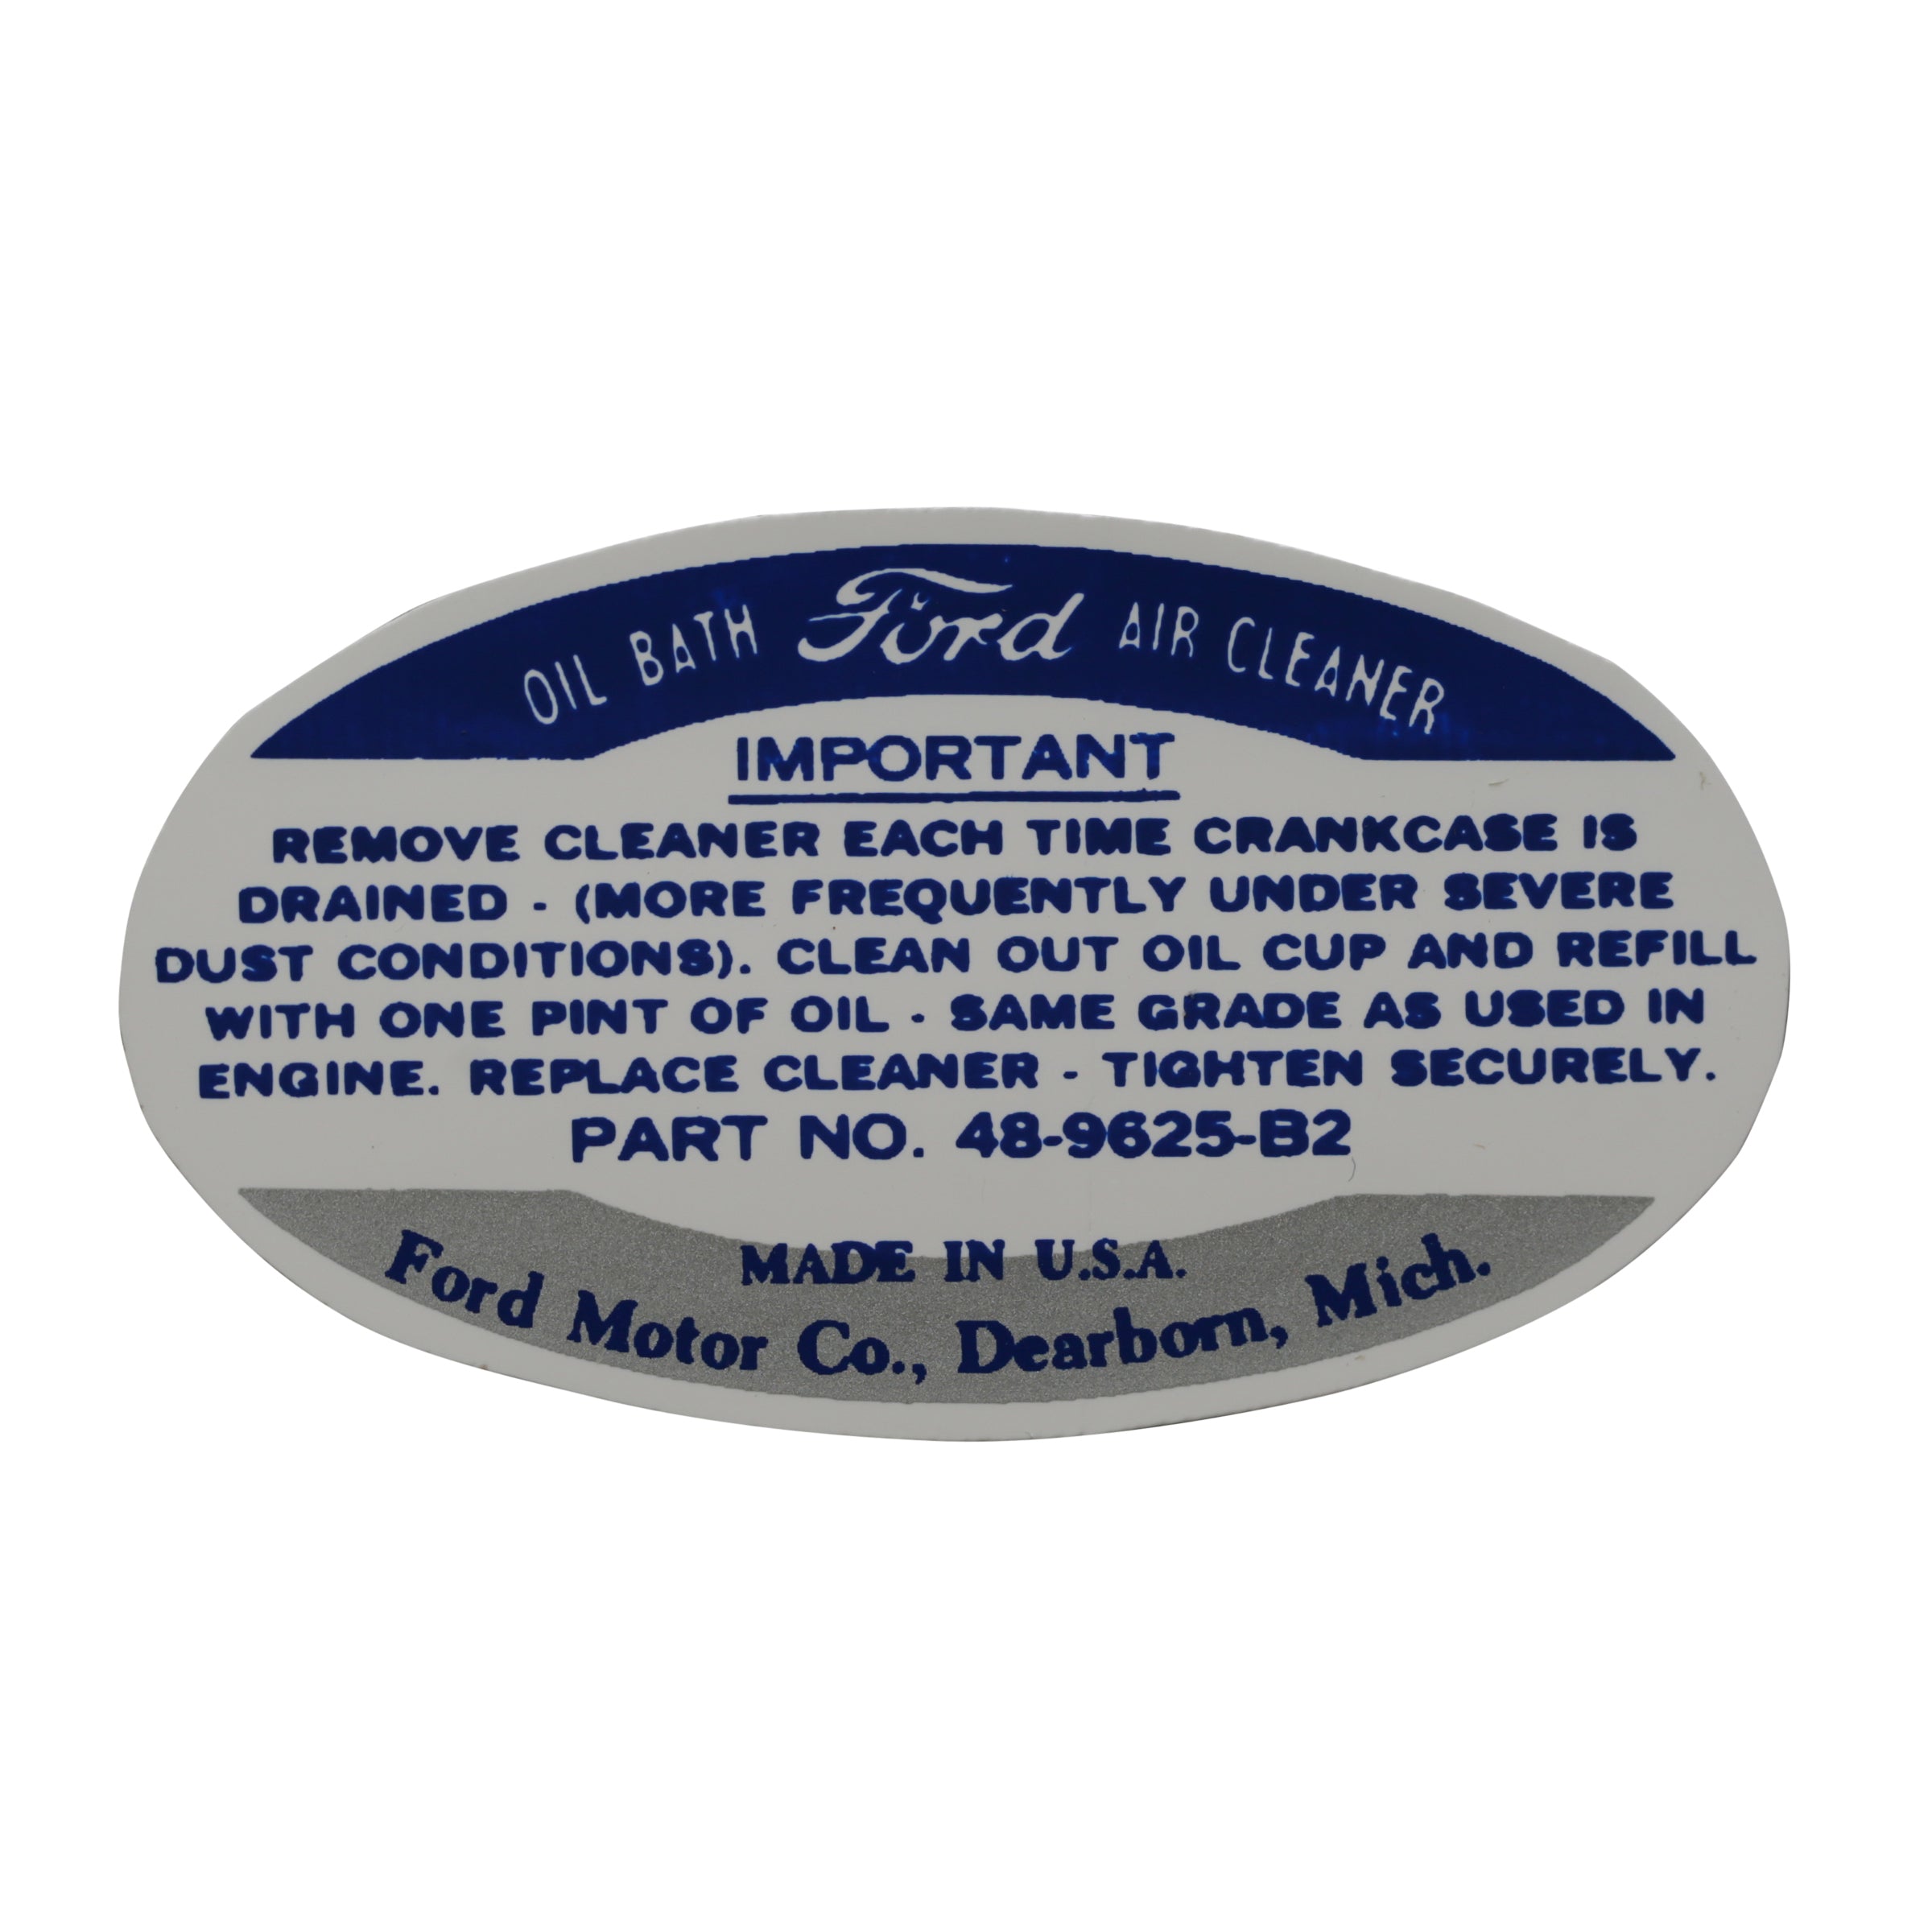 OIL BATH Ford AIR CLEANER
IMPORTANT
REMOVE CLEANER EACH TIME CRANKCASE IS
DRAINED - (MORE FREQUENTLY UNDER SEVERE
DUST CONDITIONS). CLEAN OUT OIL CUP AND REFILL
WITH ONE PINT OF OIL - SAME GRADE AS USED IN
ENGINE. REPLACE CLEANER - TIGHTEN SECURELY.
PART NO. 48-9625-B2
MADE IN U.S.A.
Ford Motor Co., Dearborn, Mich.